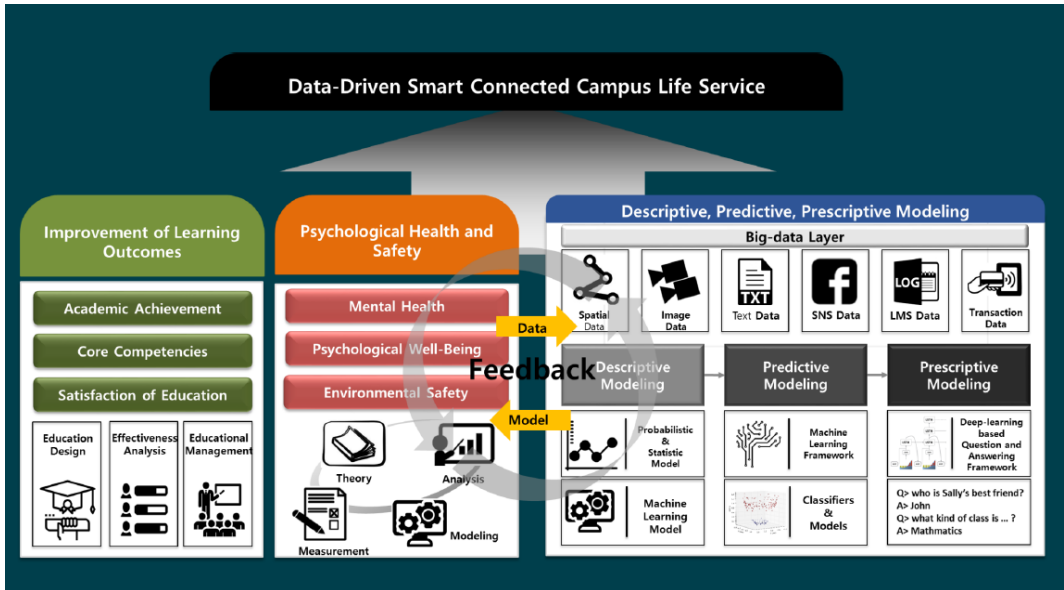 Data-Driven Smart Connected Campus Life Service
Improvement of Learning
Outcomes
Academic Achievement
Core Competencies
Satisfaction of Education
Education
Design
Effectiveness
Analysis
Educational
Management
Psychological Health and
Safety
Mental Health
Psychological Well-Being
Environmental Safety
Theory
Analysis
Measurement
Modeling
Data
Feedback
Model
Descriptive, Predictive, Prescriptive Modeling
Big-data Layer
Spatial
Data
Image
Data
TXT
Text Data
SNS Data
LOG
LMS Data
Transaction
Data
Descriptive
Modeling
Predictive
Modeling
Prescriptive
Modeling
Probabilistic
&
Statistic
Model
Machine
Learning
Framework
Deep-learning
based
Question and
Answering
Framework
Machine
Learning
Model
Classifiers
&
Models
Q> who is Sally's best friend?
A> John
Q> what kind of class is ... ?
A> Mathmatics